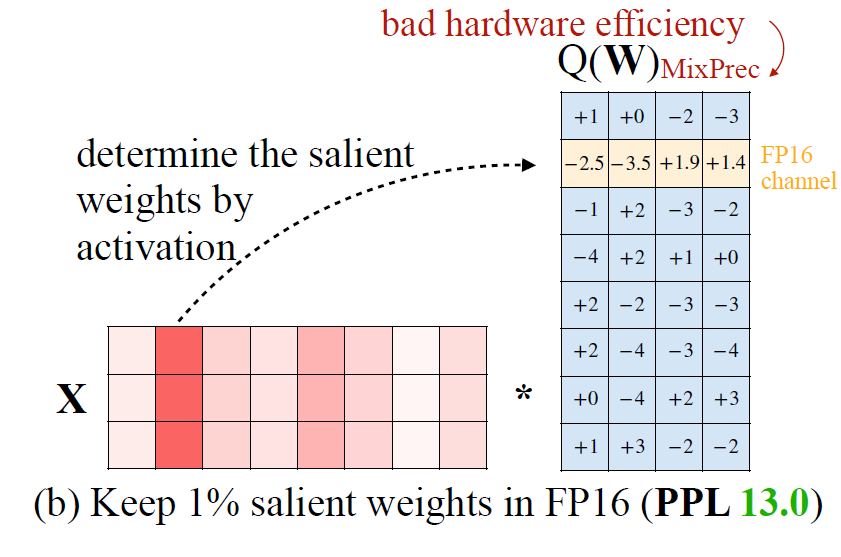 bad hardware efficiency
Q(W)MixPrec
determine the salient
weights by
activation
+1 +0 −2 −3
−2.5 −3.5 +1.9 +1.4
FP16
channel
−1 +2 −3 −2
−4 +2 +1 +0
+2 −2 −3 −3
+2 −4 −3 −4
+0 −4 +2 +3
+1 +3 −2 −2
X *
(b) Keep 1% salient weights in FP16 (PPL 13.0)